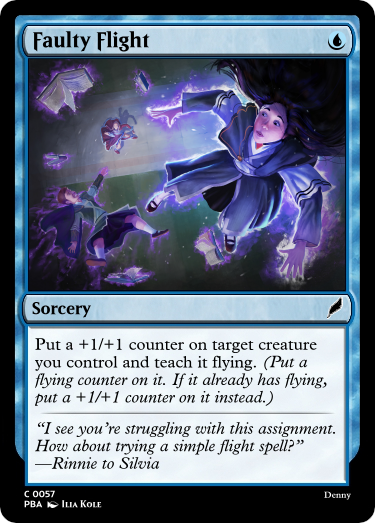 Faulty Flight
Sorcery
Put a +1/+1 counter on target creature
you control and teach it flying. (Put a
flying counter on it. If it already has flying,
put a +1/+1 counter on it instead.)
“I see you’re struggling with this assignment.
How about trying a simple flight spell?”
—Rinnie to Silvia
C 0057
PBA Ilia Kole
Denny